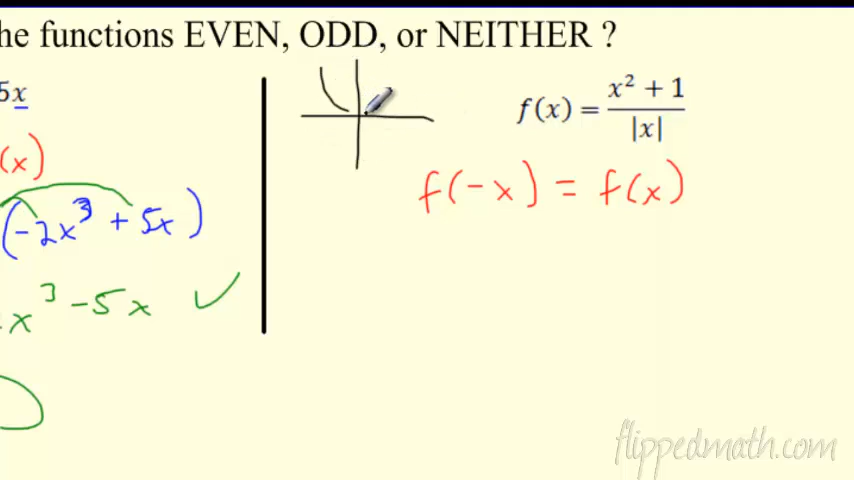 he functions EVEN, ODD, or NEITHER ?
5x
(x)
(-2x³ + 5x)
x³ - 5x ✓
f(x) = (x² + 1)/|x|
f(-x) = f(x)
flippedmath.com